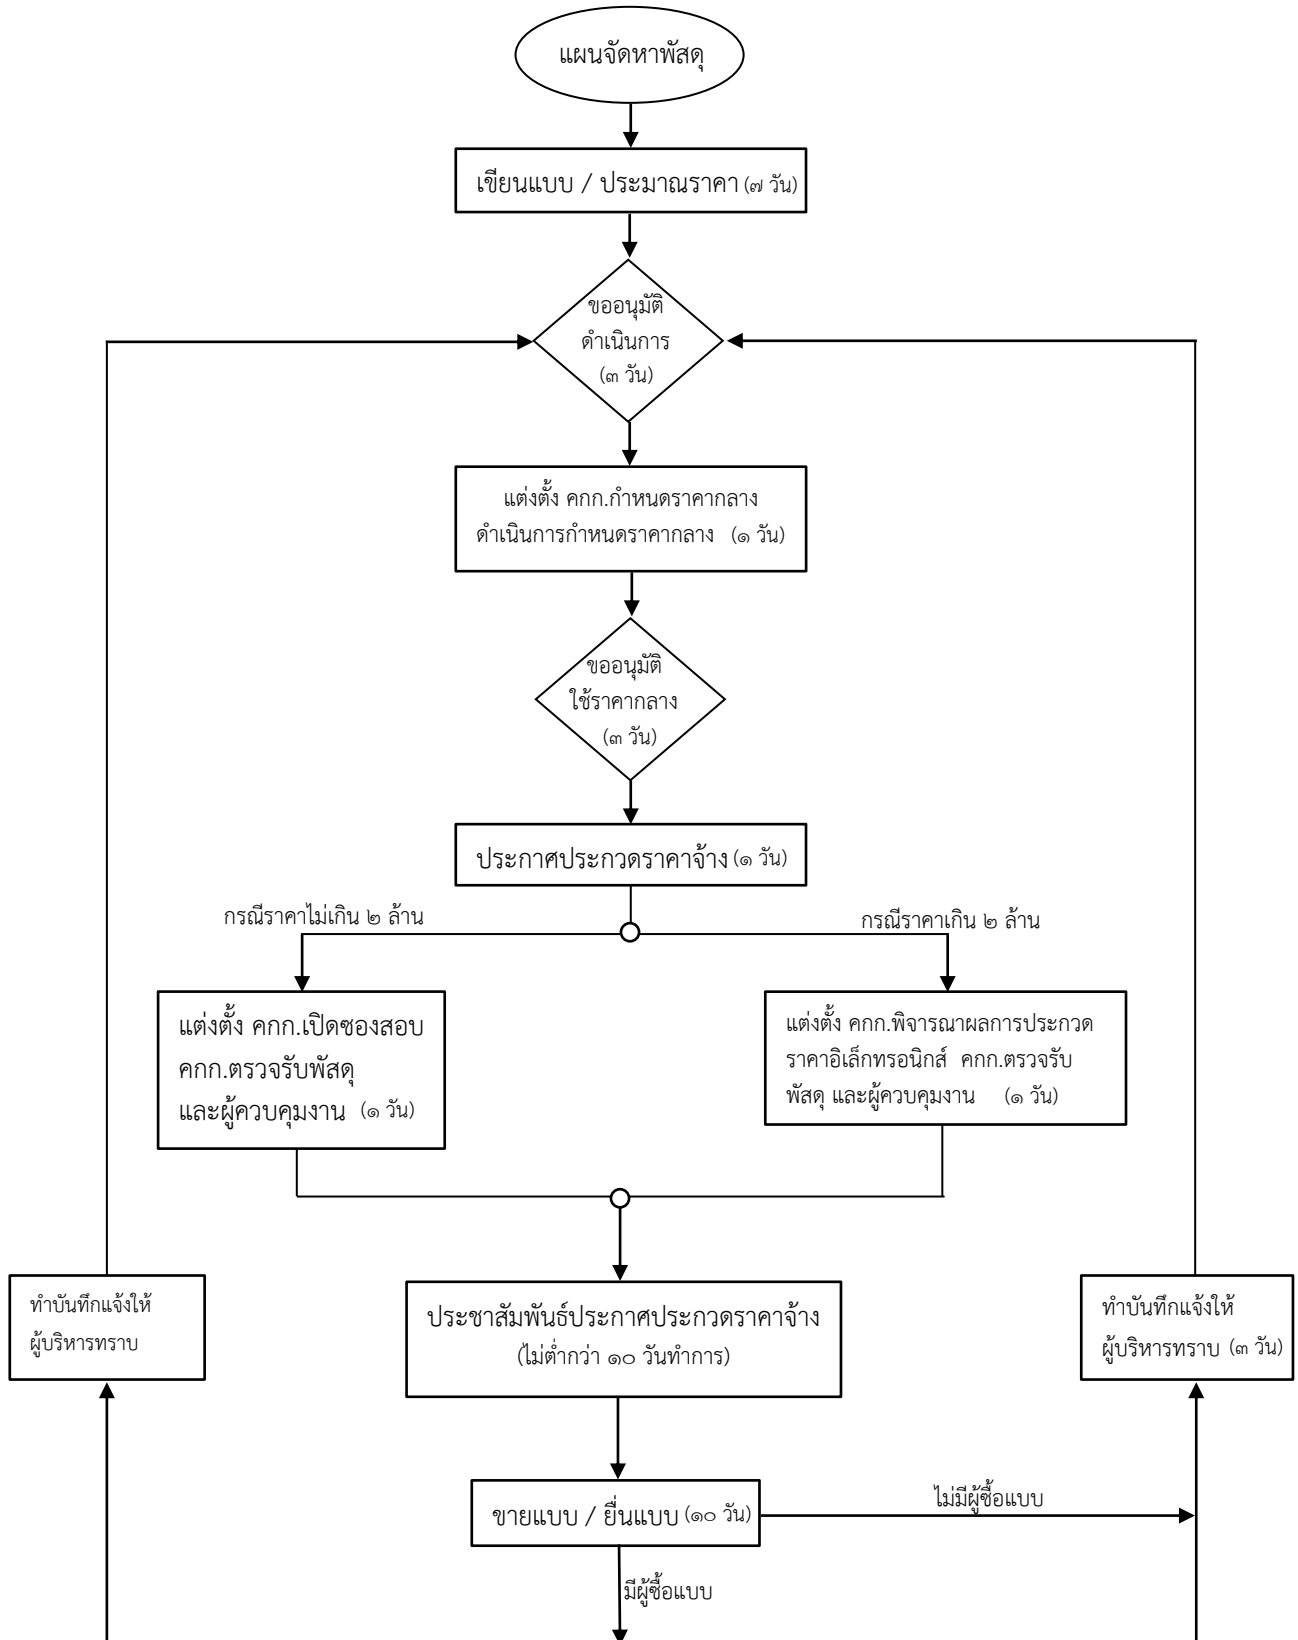 แผนจัดหาพัสดุ
เขียนแบบ / ประมาณราคา (๗ วัน)
ขออนุมัติ
ดำเนินการ
(๓ วัน)
แต่งตั้ง คกก.กำหนดราคากลาง
ดำเนินการกำหนดราคากลาง (๑ วัน)
ขออนุมัติ
ใช้ราคากลาง
(๓ วัน)
ประกาศประกวดราคาจ้าง (๑ วัน)
กรณีราคาไม่เกิน ๒ ล้าน
กรณีราคาเกิน ๒ ล้าน
แต่งตั้ง คกก.เปิดซองสอบ
คกก.ตรวจรับพัสดุ
และผู้ควบคุมงาน (๑ วัน)
แต่งตั้ง คกก.พิจารณาผลการประกวด
ราคาอิเล็กทรอนิกส์ คกก.ตรวจรับ
พัสดุ และผู้ควบคุมงาน (๑ วัน)
ทำบันทึกแจ้งให้
ผู้บริหารทราบ
ประชาสัมพันธ์ประกาศประกวดราคาจ้าง
(ไม่ต่ำกว่า ๑๐ วันทำการ)
ทำบันทึกแจ้งให้
ผู้บริหารทราบ (๓ วัน)
ขายแบบ / ยื่นแบบ (๑๐ วัน)
ไม่มีผู้ซื้อแบบ
มีผู้ซื้อแบบ